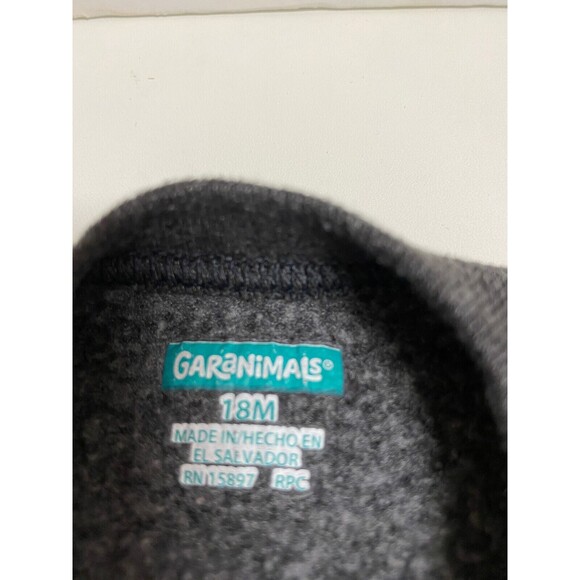 GARANIMALS®
18M
MADE IN/HECHO EN
EL SALVADOR
RN 15897 RPC